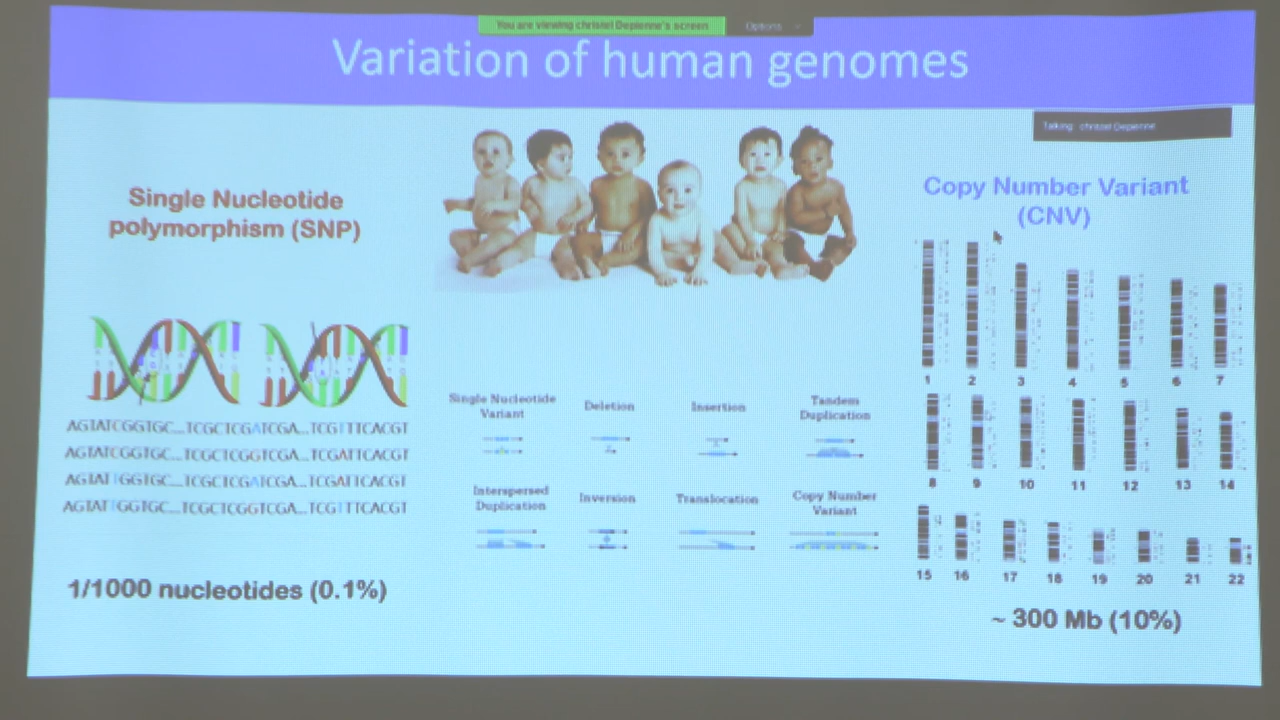 You are viewing christel Depienne's screen
Options
Variation of human genomes
Talking: christel Depienne
Single Nucleotide
polymorphism (SNP)
Copy Number Variant
(CNV)
1 2 3 4 5 6 7
AGTATCGGTGC...TCGCTCGATCGA...TCGTTTCACGT
AGTATCGGTGC...TCGCTCGGTCGA...TCGATTCACGT
AGTATTGGTGC...TCGCTCGATCGA...TCGATTCACGT
AGTATTGGTGC...TCGCTCGGTCGA...TCGTTTCACGT
Single Nucleotide
Variant
Deletion
Insertion
Tandem
Duplication
8 9 10 11 12 13 14
Interspersed
Duplication
Inversion
Translocation
Copy Number
Variant
15 16 17 18 19 20 21 22
1/1000 nucleotides (0.1%)
~ 300 Mb (10%)